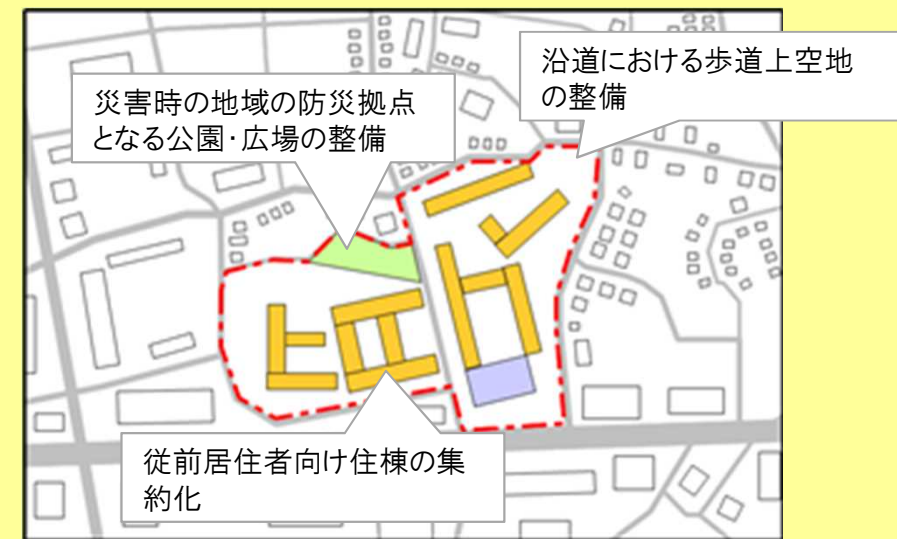 沿道における歩道上空地
の整備
災害時の地域の防災拠点
となる公園・広場の整備
従前居住者向け住棟の集
約化